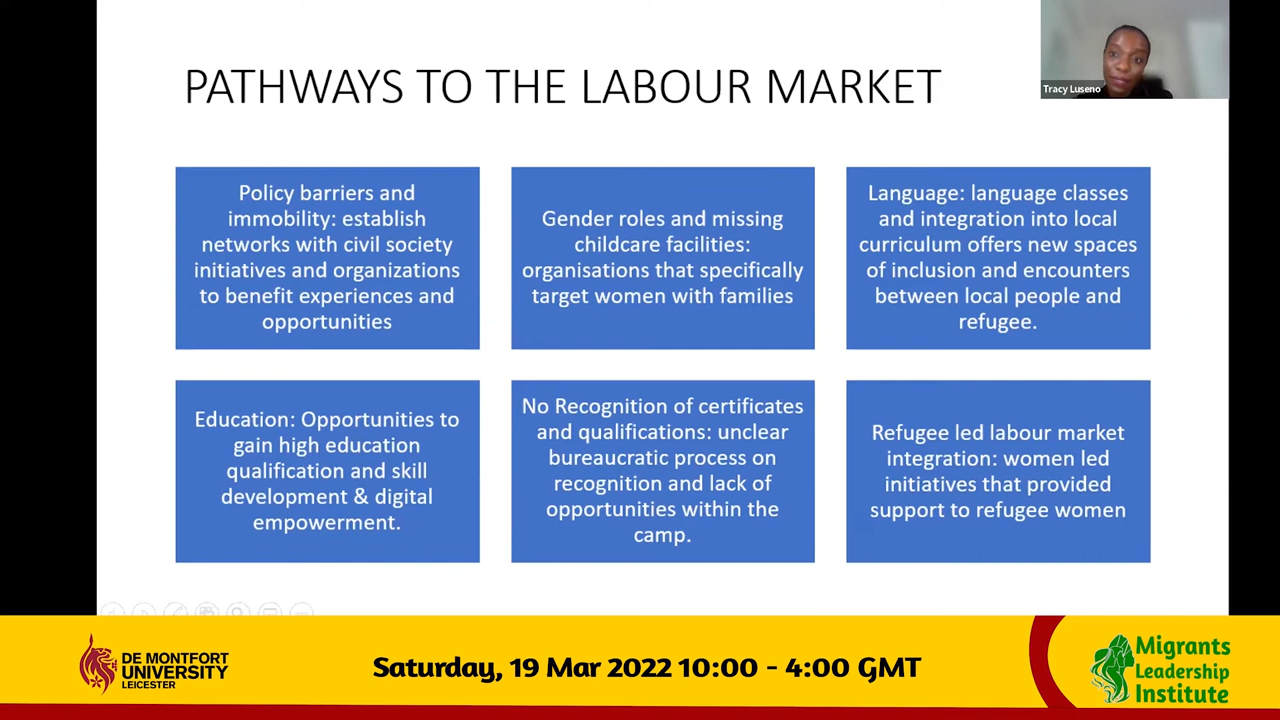 PATHWAYS TO THE LABOUR MARKET
Tracy Luseno
Policy barriers and
immobility: establish
networks with civil society
initiatives and organizations
to benefit experiences and
opportunities
Gender roles and missing
childcare facilities:
organisations that specifically
target women with families
Language: language classes
and integration into local
curriculum offers new spaces
of inclusion and encounters
between local people and
refugee.
Education: Opportunities to
gain high education
qualification and skill
development & digital
empowerment.
No Recognition of certificates
and qualifications: unclear
bureaucratic process on
recognition and lack of
opportunities within the
camp.
Refugee led labour market
integration: women led
initiatives that provided
support to refugee women
DE MONTFORT
UNIVERSITY
LEICESTER
Saturday, 19 Mar 2022 10:00 - 4:00 GMT
Migrants
Leadership
Institute